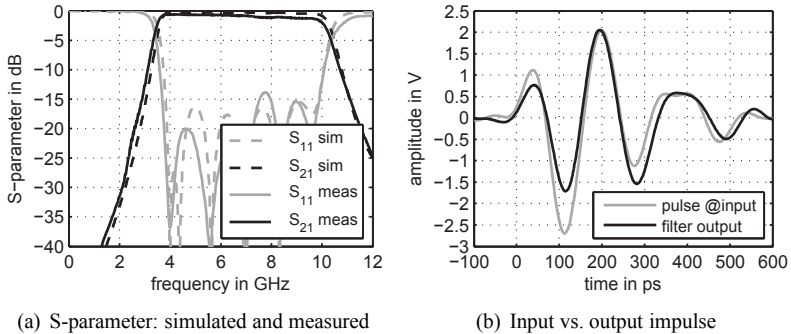 0
−5
−10
−15
−20
−25
−30
−35
−40
S−parameter in dB
0 2 4 6 8 10 12
frequency in GHz
S11 sim
S21 sim
S11 meas
S21 meas
(a) S-parameter: simulated and measured
2.5
2
1.5
1
0.5
0
−0.5
−1
−1.5
−2
−2.5
−3
amplitude in V
−100 0 100 200 300 400 500 600
time in ps
pulse @input
filter output
(b) Input vs. output impulse